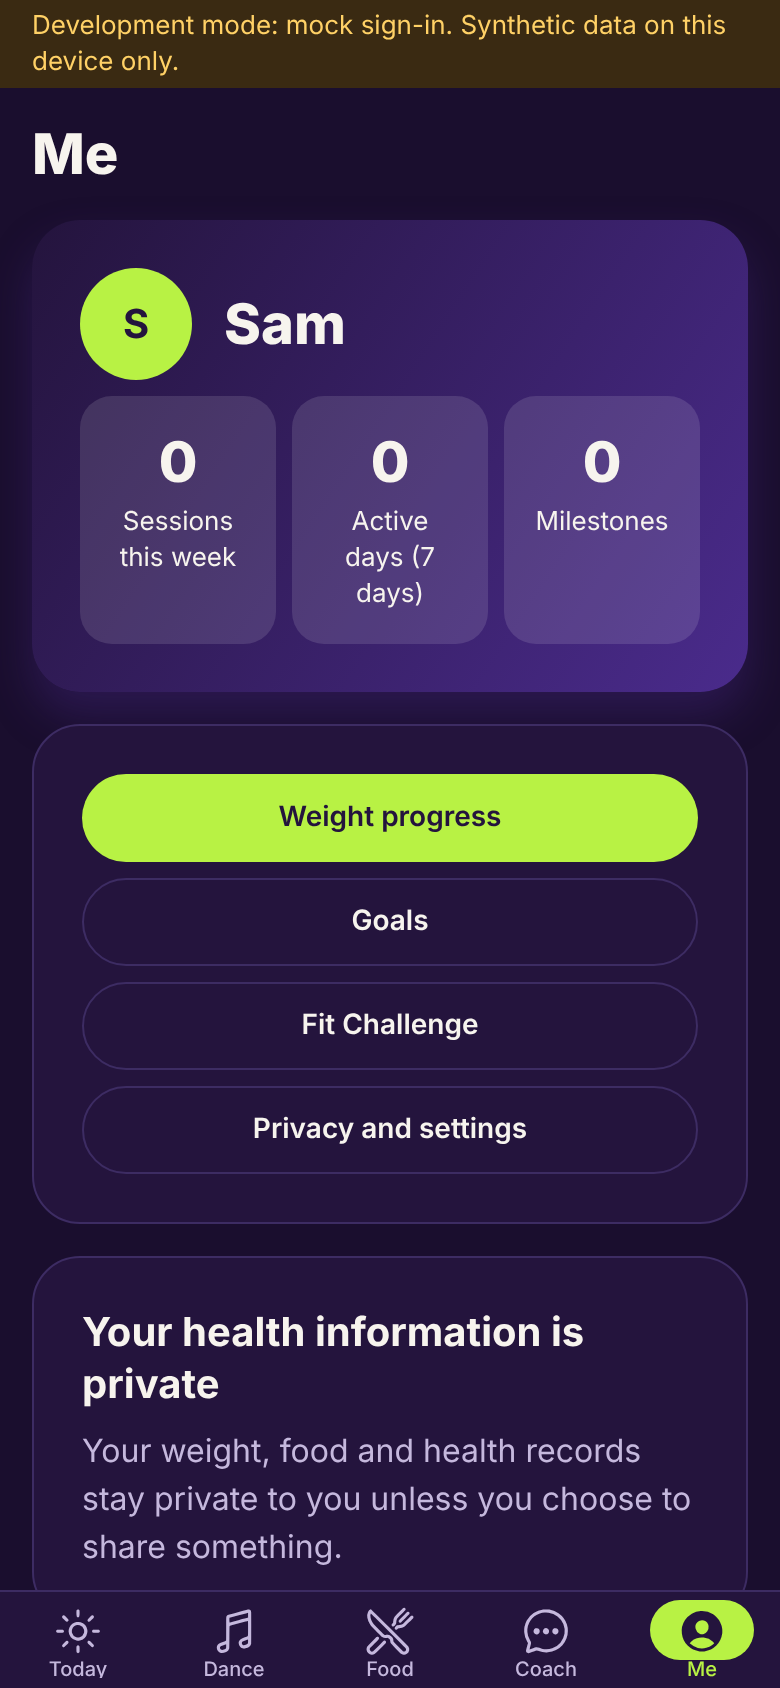 Development mode: mock sign-in. Synthetic data on this
device only.
Me
S
Sam
0
Sessions
this week
0
Active
days (7
days)
0
Milestones
Weight progress
Goals
Fit Challenge
Privacy and settings
Your health information is
private
Your weight, food and health records
stay private to you unless you choose to
share something.
Today
Dance
Food
Coach
Me